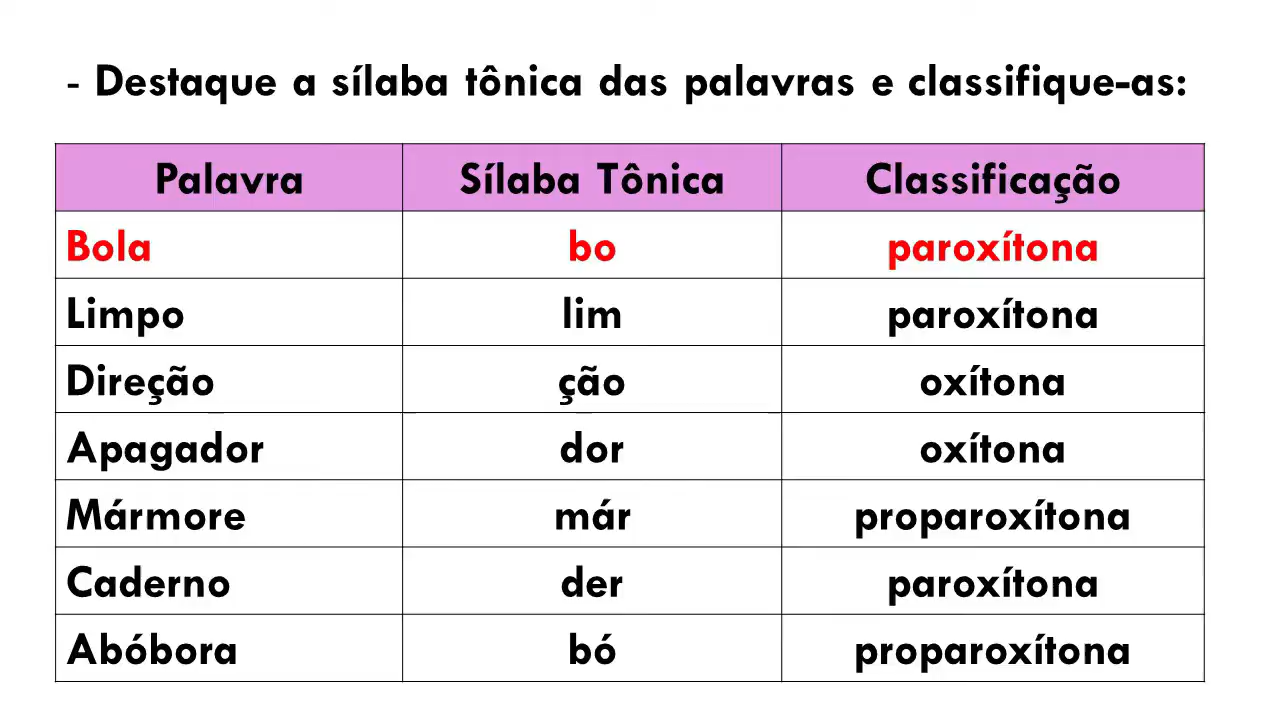 - Destaque a sílaba tônica das palavras e classifique-as:
Palavra Sílaba Tônica Classificação
Bola bo paroxítona
Limpo lim paroxítona
Direção ção oxítona
Apagador dor oxítona
Mármore már proparoxítona
Caderno der paroxítona
Abóbora bó proparoxítona